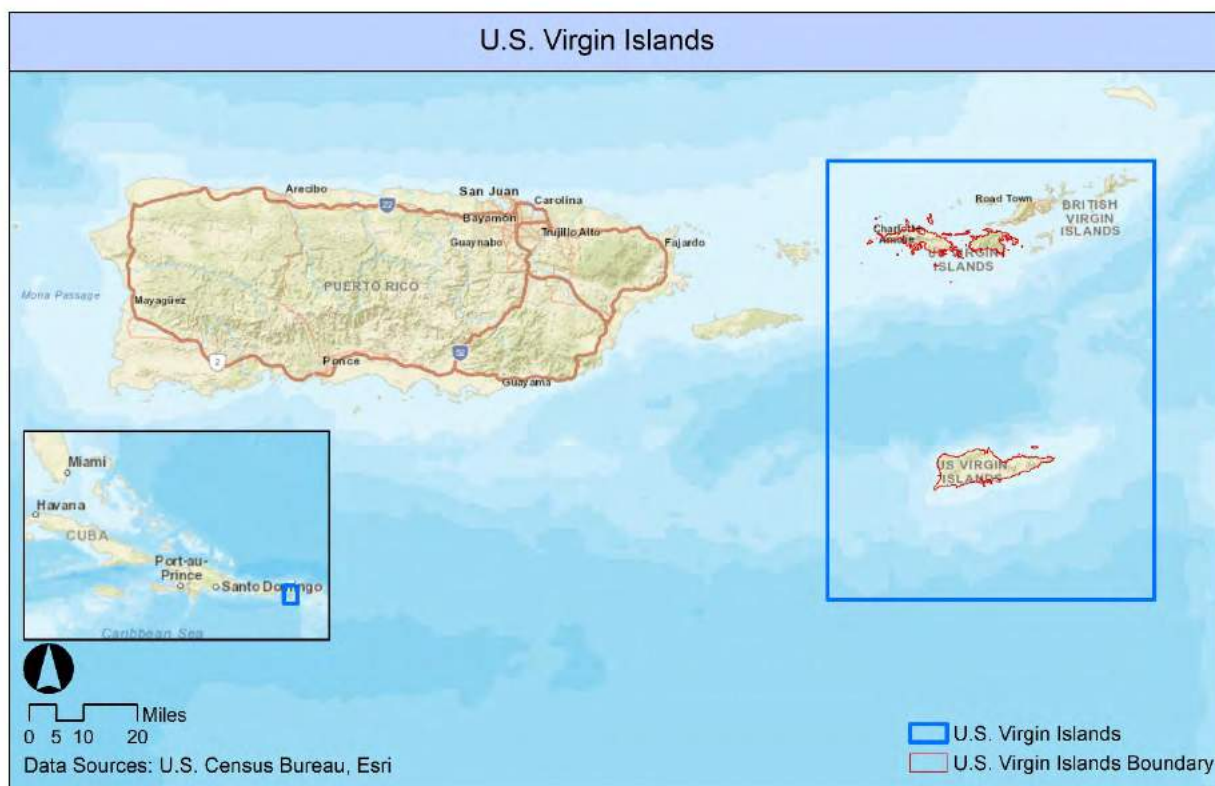 U.S. Virgin Islands
Arecibo
22
San Juan
Carolina
Bayamón
Trujillo Alto
Guaynabo
Fajardo
Road Town
BRITISH
VIRGIN
ISLANDS
Charlotte
Amalie
US VIRGIN
ISLANDS
PUERTO RICO
Mona Passage
Mayagüez
2
Ponce
52
Guayama
US VIRGIN
ISLANDS
Miami
Havana
CUBA
Port-au-
Prince
Santo Domingo
Caribbean Sea
Miles
0 5 10 20
Data Sources: U.S. Census Bureau, Esri
U.S. Virgin Islands
U.S. Virgin Islands Boundary